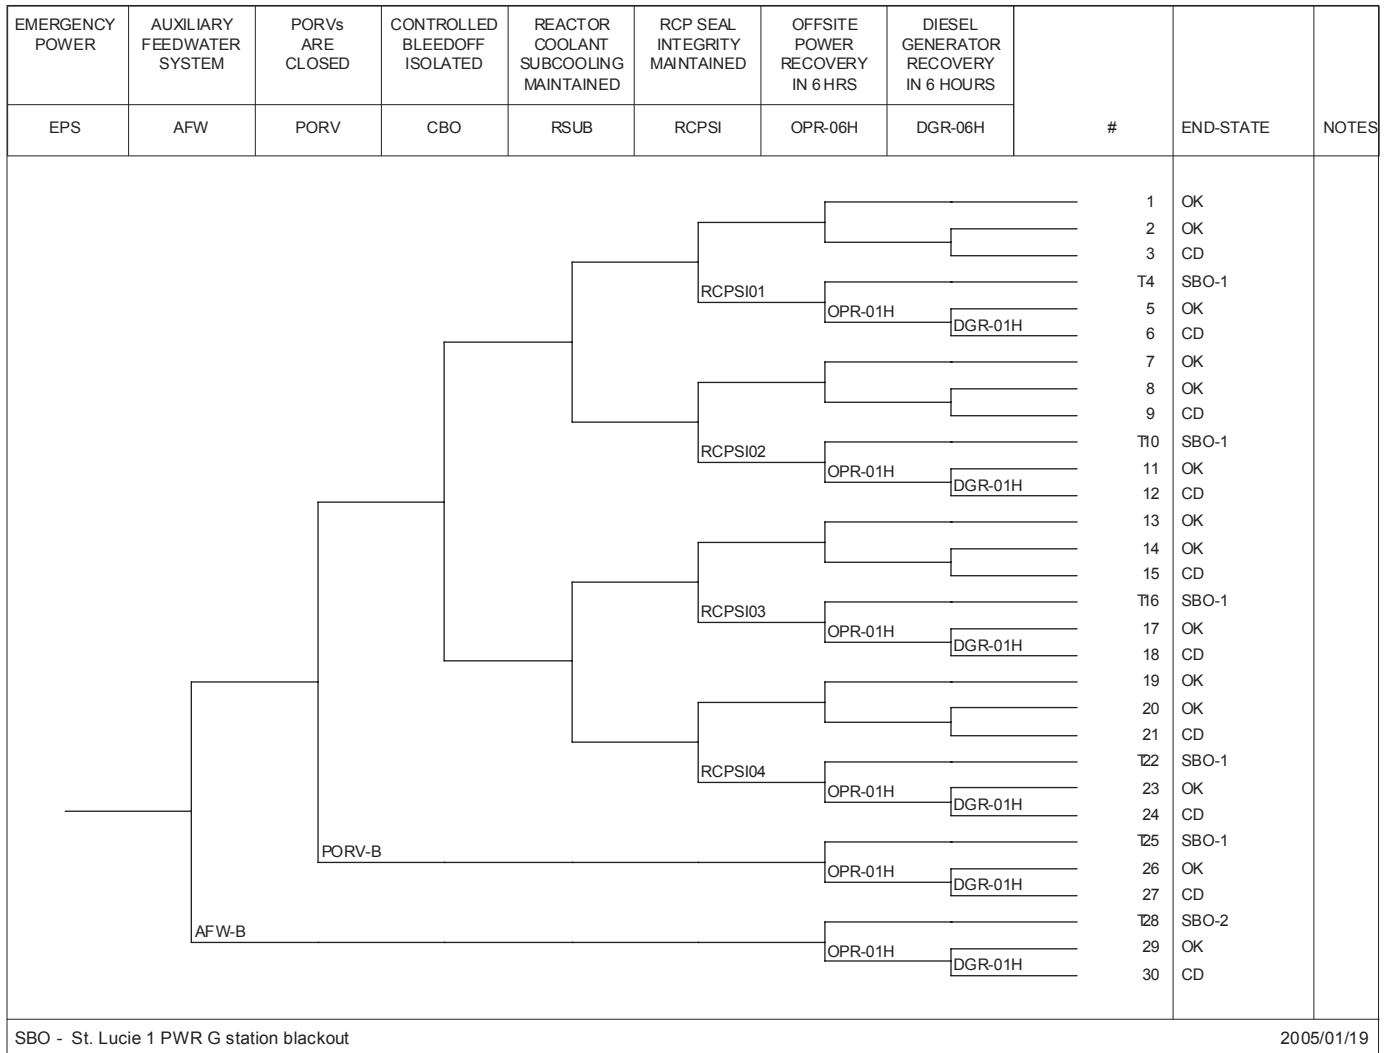 EMERGENCY POWER
AUXILIARY FEEDWATER SYSTEM
PORVs ARE CLOSED
CONTROLLED BLEEDOFF ISOLATED
REACTOR COOLANT SUBCOOLING MAINTAINED
RCP SEAL INTEGRITY MAINTAINED
OFFSITE POWER RECOVERY IN 6 HRS
DIESEL GENERATOR RECOVERY IN 6 HOURS
EPS AFW PORV CBO RSUB RCPSI OPR-06H DGR-06H # END-STATE NOTES
1 OK
2 OK
3 CD
RCPSI01
T4 SBO-1
OPR-01H
5 OK
DGR-01H
6 CD
7 OK
8 OK
9 CD
RCPSI02
T10 SBO-1
OPR-01H
11 OK
DGR-01H
12 CD
13 OK
14 OK
15 CD
RCPSI03
T16 SBO-1
OPR-01H
17 OK
DGR-01H
18 CD
19 OK
20 OK
21 CD
RCPSI04
T22 SBO-1
OPR-01H
23 OK
DGR-01H
24 CD
PORV-B
T25 SBO-1
OPR-01H
26 OK
DGR-01H
27 CD
AFW-B
T28 SBO-2
OPR-01H
29 OK
DGR-01H
30 CD
SBO - St. Lucie 1 PWR G station blackout 2005/01/19